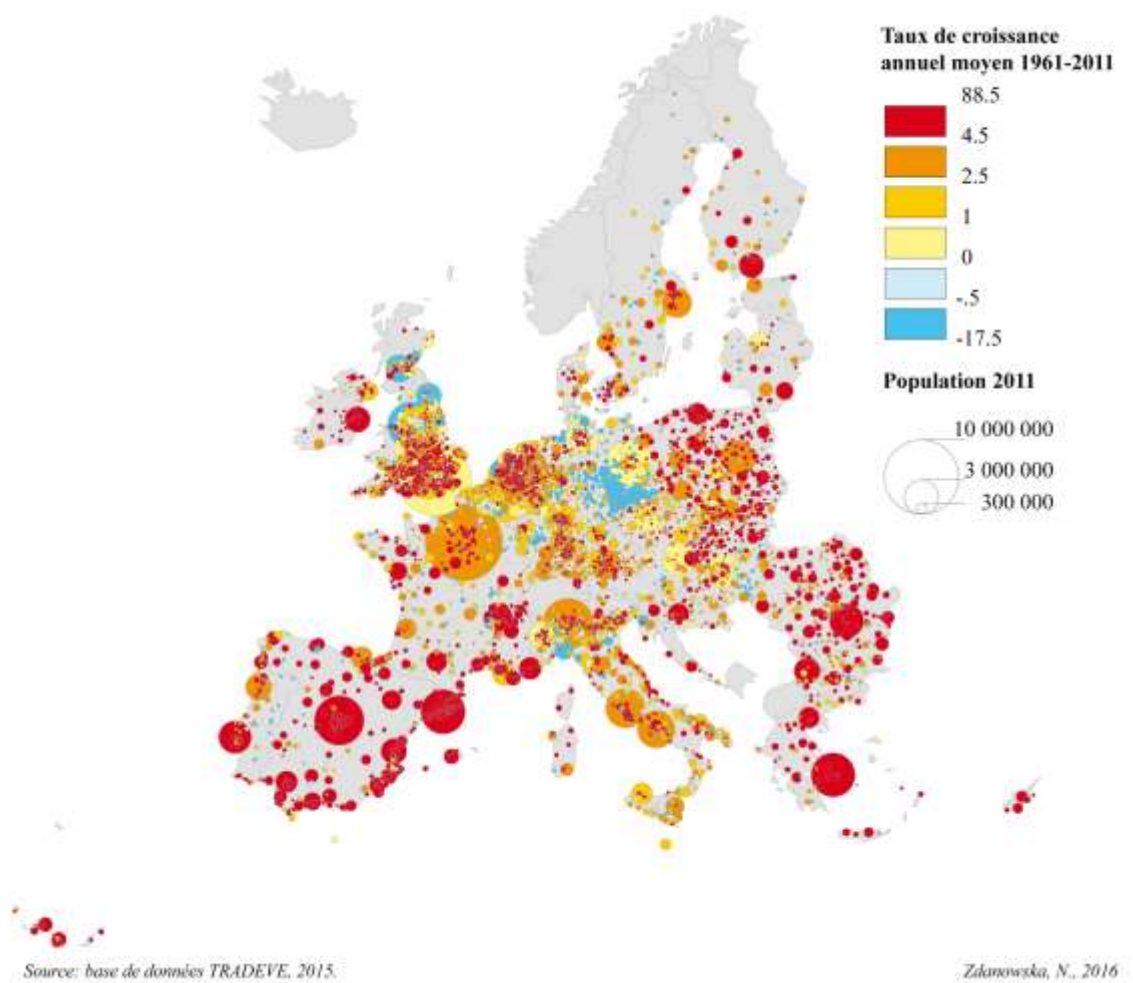 Taux de croissance
annuel moyen 1961-2011
88.5
4.5
2.5
1
0
-.5
-17.5
Population 2011
10 000 000
3 000 000
300 000
Source: base de données TRADEVE, 2015.
Zdanowska, N., 2016